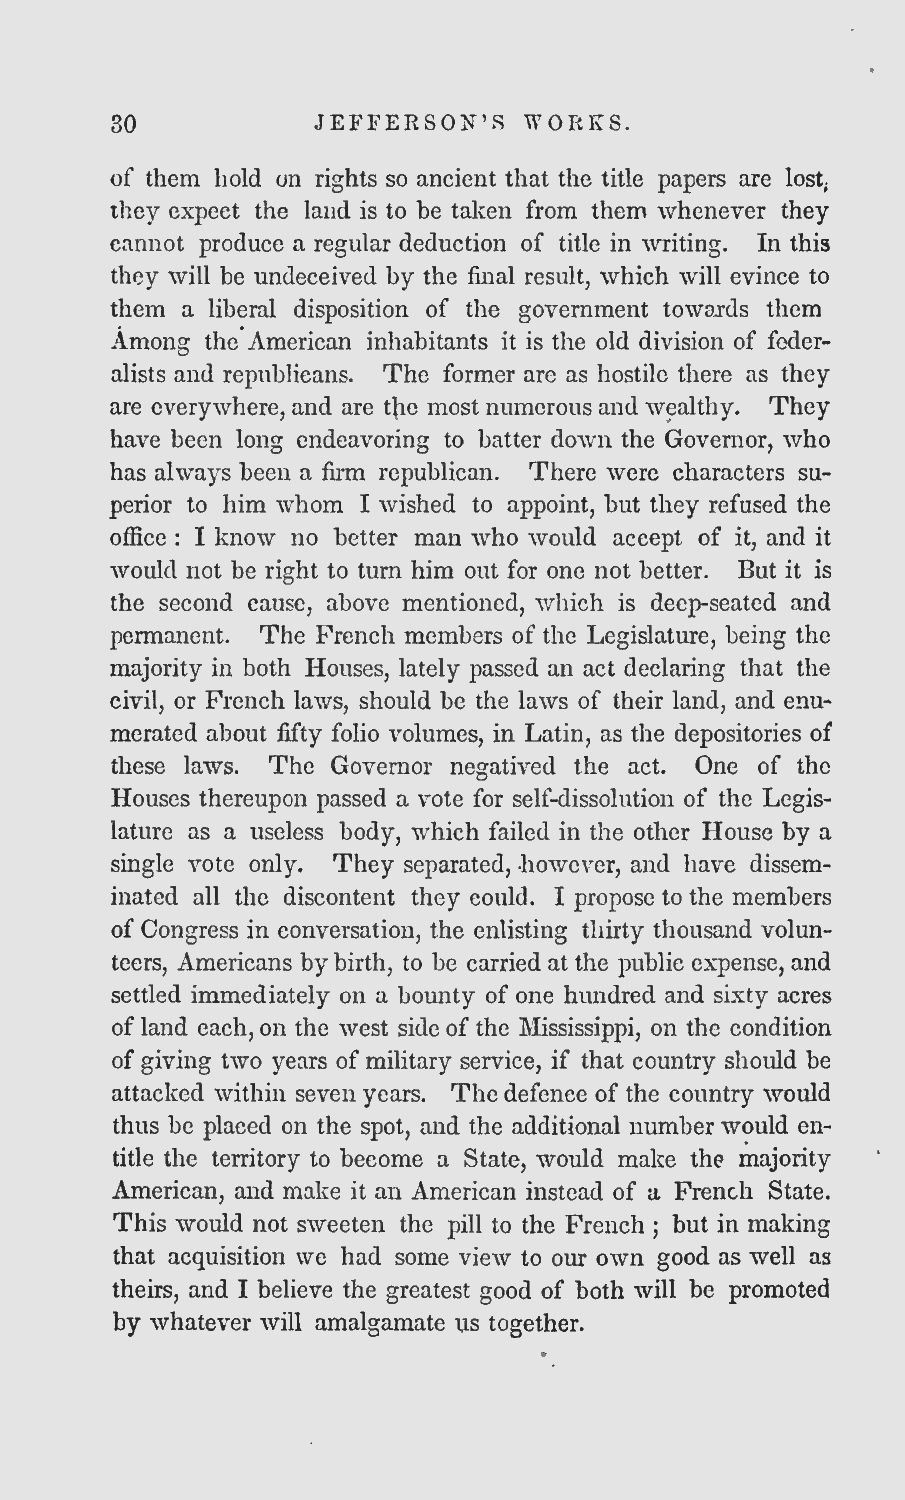 30 JEFFERSON'S WORKS.
of them hold on rights so ancient that the title papers are lost,
they expect the land is to be taken from them whenever they
cannot produce a regular deduction of title in writing. In this
they will be undeceived by the final result, which will evince to
them a liberal disposition of the government towards them
Among the American inhabitants it is the old division of feder-
alists and republicans. The former are as hostile there as they
are everywhere, and are the most numerous and wealthy. They
have been long endeavoring to batter down the Governor, who
has always been a firm republican. There were characters su-
perior to him whom I wished to appoint, but they refused the
office : I know no better man who would accept of it, and it
would not be right to turn him out for one not better. But it is
the second cause, above mentioned, which is deep-seated and
permanent. The French members of the Legislature, being the
majority in both Houses, lately passed an act declaring that the
civil, or French laws, should be the laws of their land, and enu-
merated about fifty folio volumes, in Latin, as the depositories of
these laws. The Governor negatived the act. One of the
Houses thereupon passed a vote for self-dissolution of the Legis-
lature as a useless body, which failed in the other House by a
single vote only. They separated, however, and have dissem-
inated all the discontent they could. I propose to the members
of Congress in conversation, the enlisting thirty thousand volun-
teers, Americans by birth, to be carried at the public expense, and
settled immediately on a bounty of one hundred and sixty acres
of land each, on the west side of the Mississippi, on the condition
of giving two years of military service, if that country should be
attacked within seven years. The defence of the country would
thus be placed on the spot, and the additional number would en-
title the territory to become a State, would make the majority
American, and make it an American instead of a French State.
This would not sweeten the pill to the French ; but in making
that acquisition we had some view to our own good as well as
theirs, and I believe the greatest good of both will be promoted
by whatever will amalgamate us together.